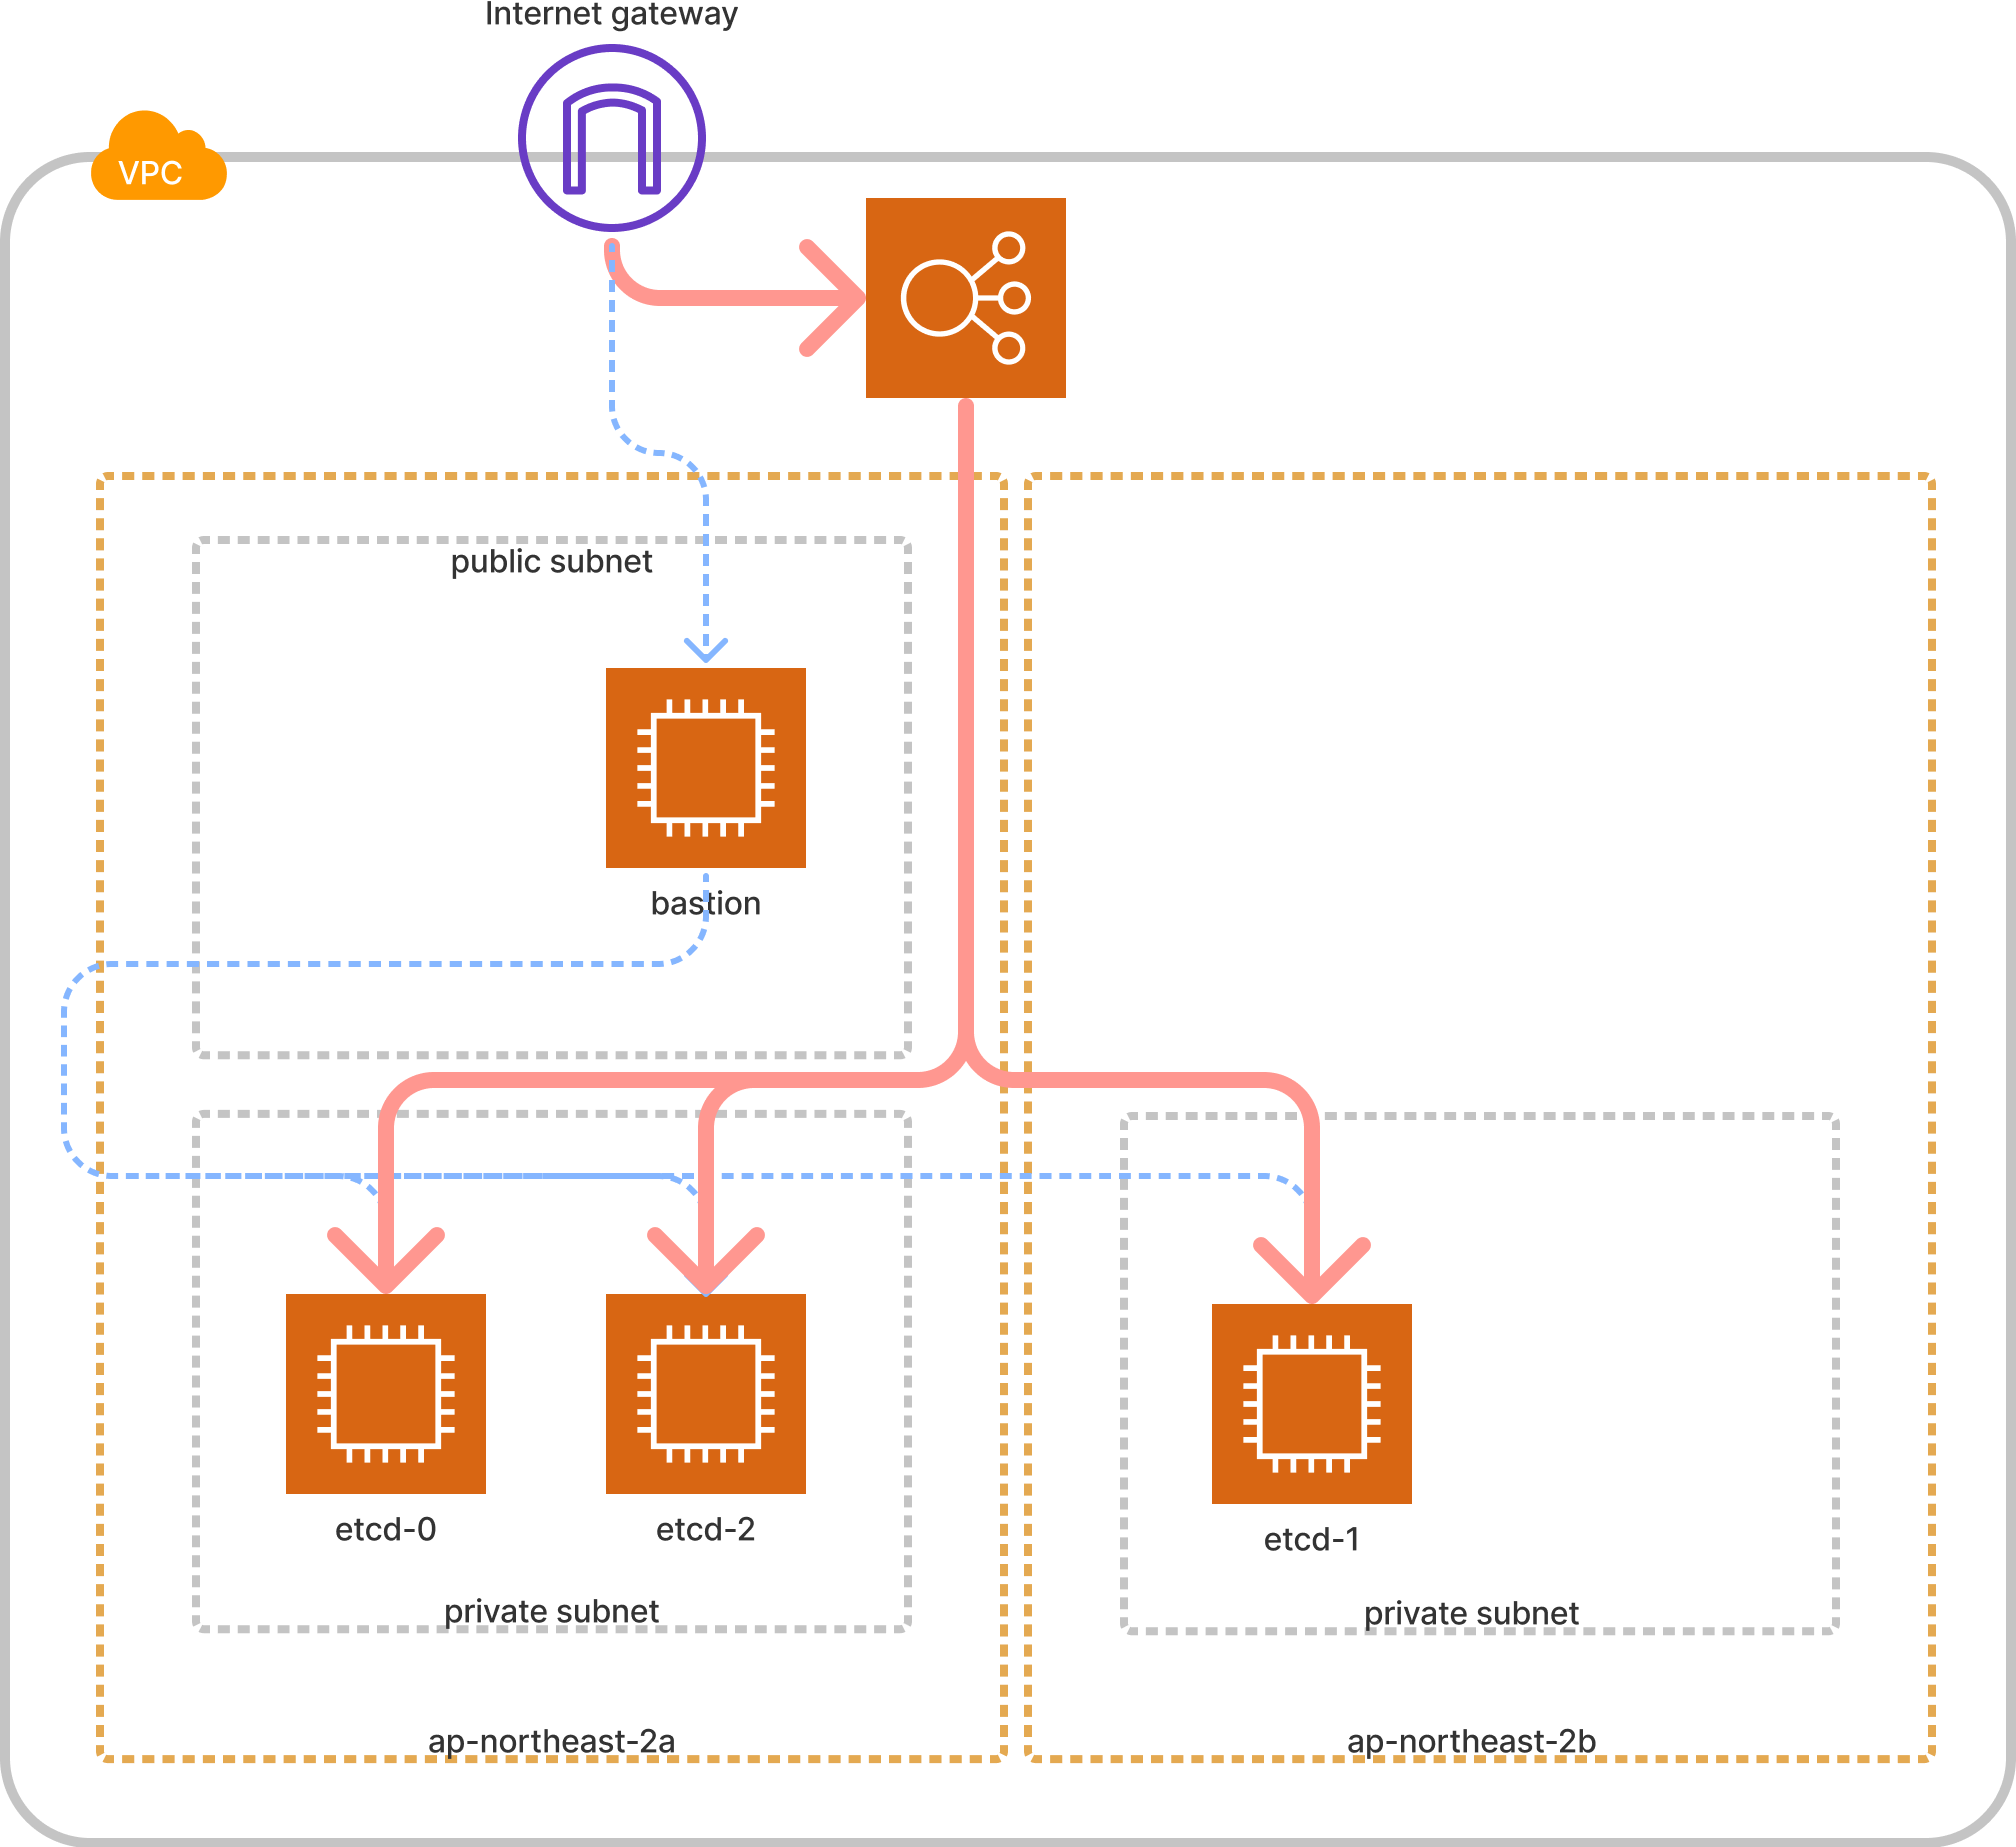 Internet gateway
VPC
public subnet
bastion
etcd-0
etcd-2
etcd-1
private subnet
private subnet
ap-northeast-2a
ap-northeast-2b